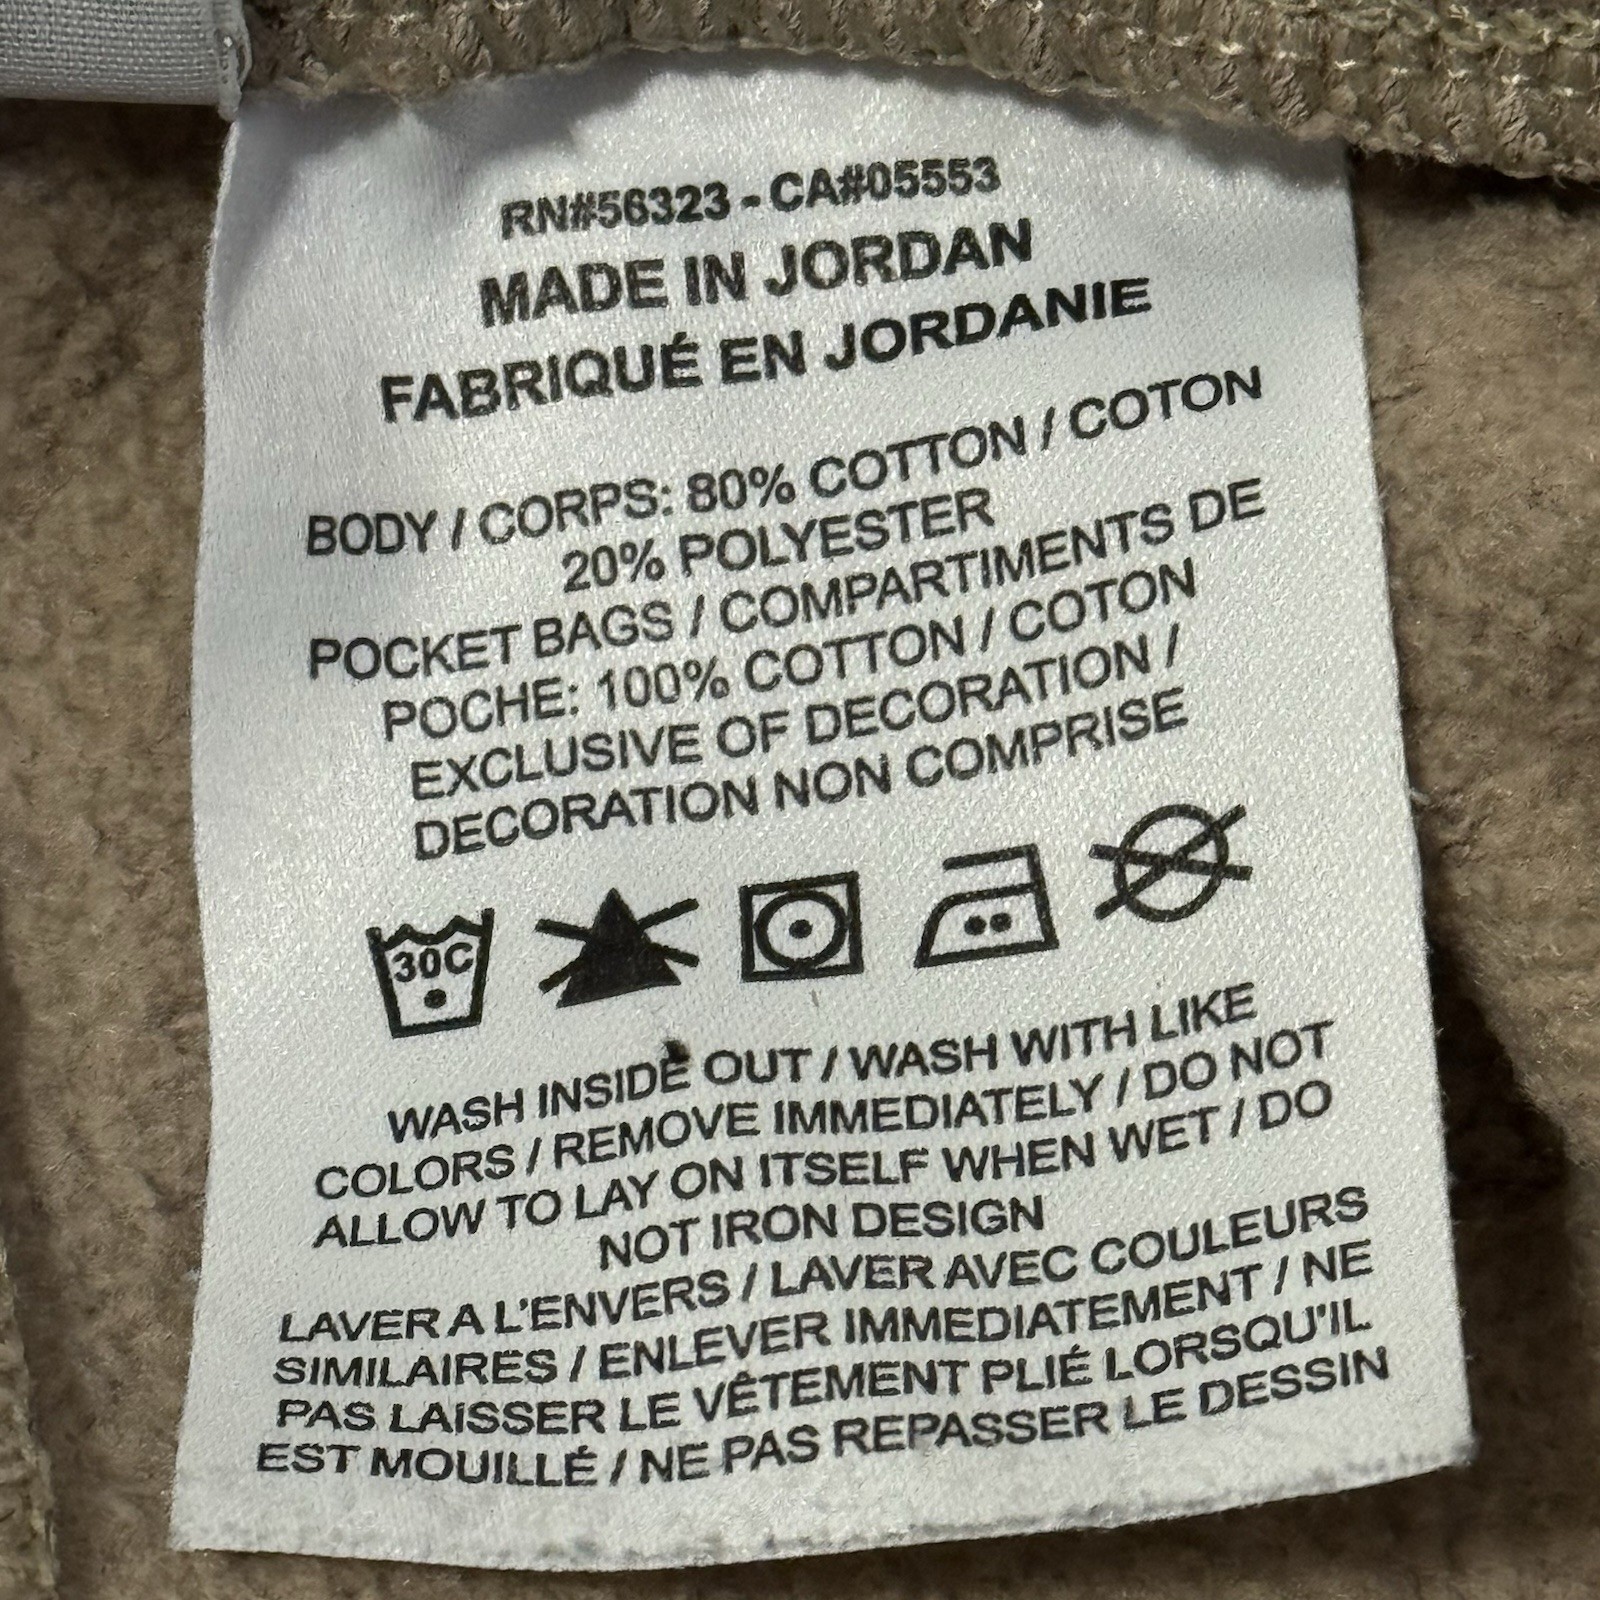 RN#56323 - CA#05553
MADE IN JORDAN
FABRIQUÉ EN JORDANIE
BODY / CORPS: 80% COTTON / COTON
20% POLYESTER
POCKET BAGS / COMPARTIMENTS DE
POCHE: 100% COTTON / COTON
EXCLUSIVE OF DECORATION /
DECORATION NON COMPRISE
30C
WASH INSIDE OUT / WASH WITH LIKE
COLORS / REMOVE IMMEDIATELY / DO NOT
ALLOW TO LAY ON ITSELF WHEN WET / DO
NOT IRON DESIGN
LAVER A L'ENVERS / LAVER AVEC COULEURS
SIMILAIRES / ENLEVER IMMEDIATEMENT / NE
PAS LAISSER LE VÊTEMENT PLIÉ LORSQU'IL
EST MOUILLÉ / NE PAS REPASSER LE DESSIN